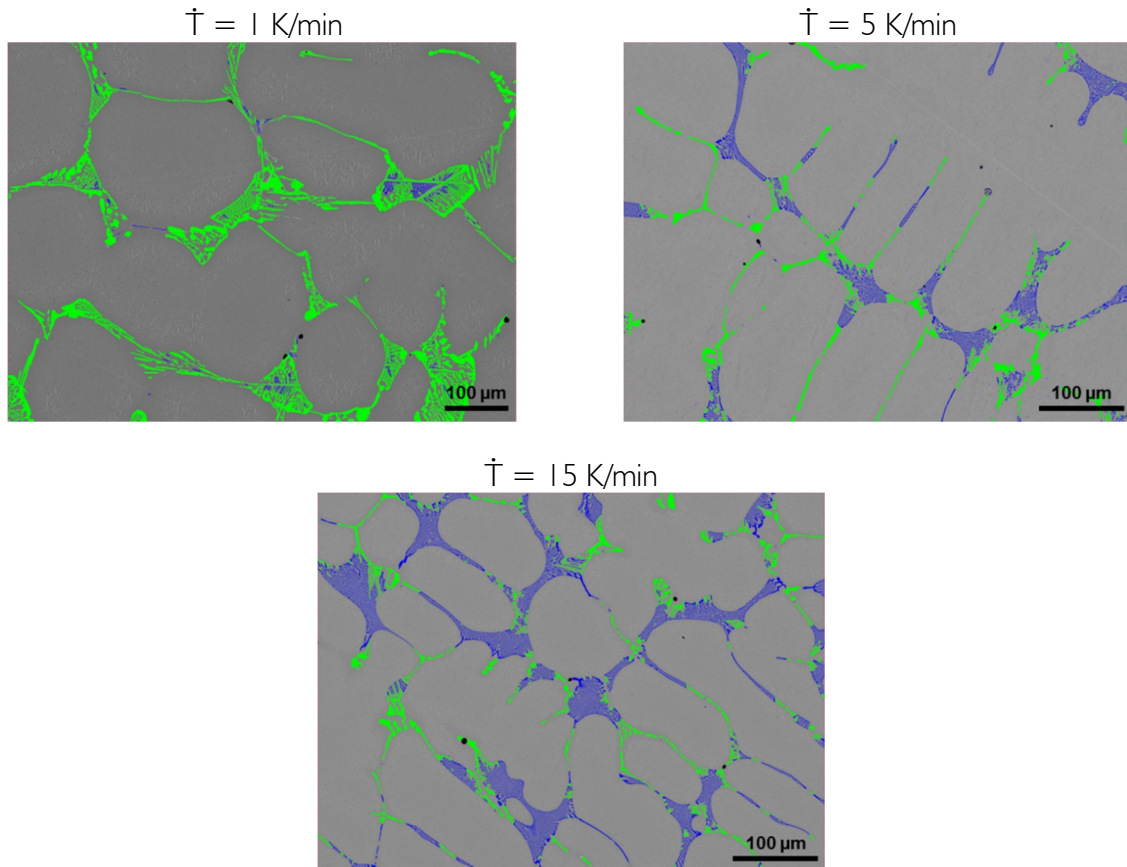 Ṫ = 1 K/min
Ṫ = 5 K/min
100 µm
100 µm
Ṫ = 15 K/min
100 µm